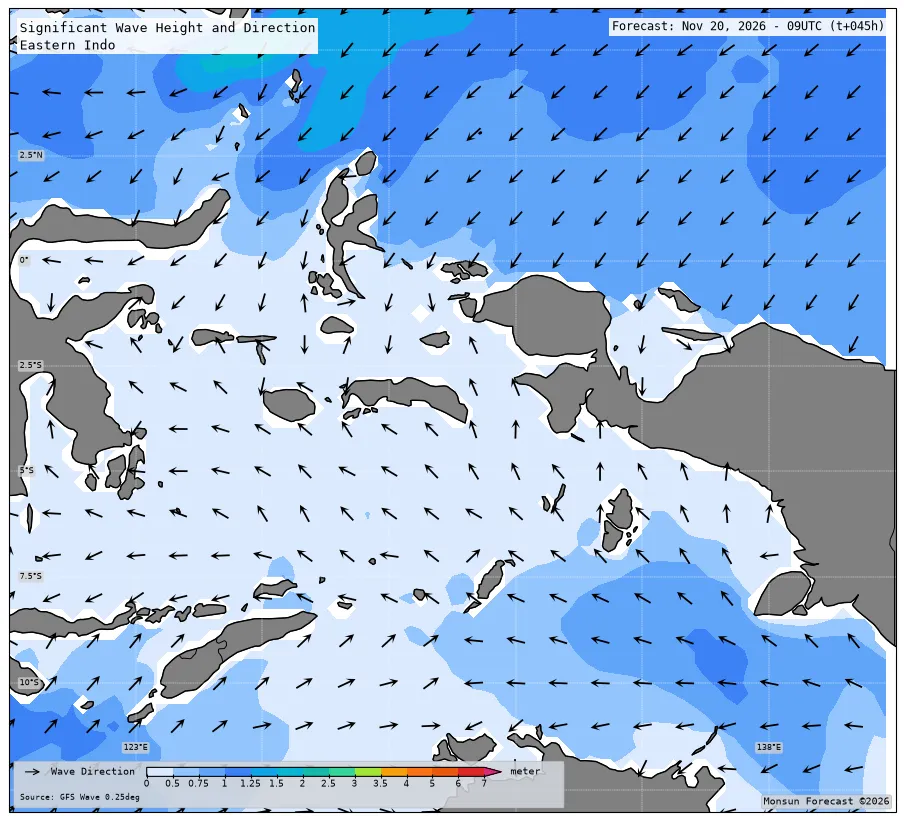 Significant Wave Height and Direction
Eastern Indo
Forecast: Nov 20, 2026 - 09UTC (t+045h)
2.5°N
0°
2.5°S
5°S
7.5°S
10°S
123°E
138°E
Wave Direction
meter
0 0.5 0.75 1 1.25 1.5 2 2.5 3 3.5 4 5 6 7
Source: GFS Wave 0.25deg
Monsun Forecast ©2026